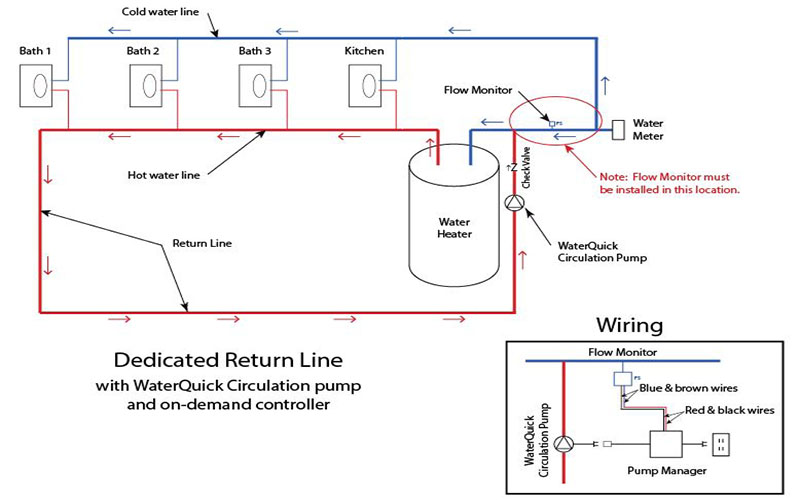 Cold water line
Bath 1
Bath 2
Bath 3
Kitchen
Flow Monitor
PS
Water
Meter
Hot water line
Check Valve
Z
Note: Flow Monitor must
be installed in this location.
Water
Heater
Return Line
WaterQuick
Circulation Pump
Dedicated Return Line
with WaterQuick Circulation pump
and on-demand controller
Wiring
Flow Monitor
PS
Blue & brown wires
Red & black wires
WaterQuick
Circulation Pump
Pump Manager